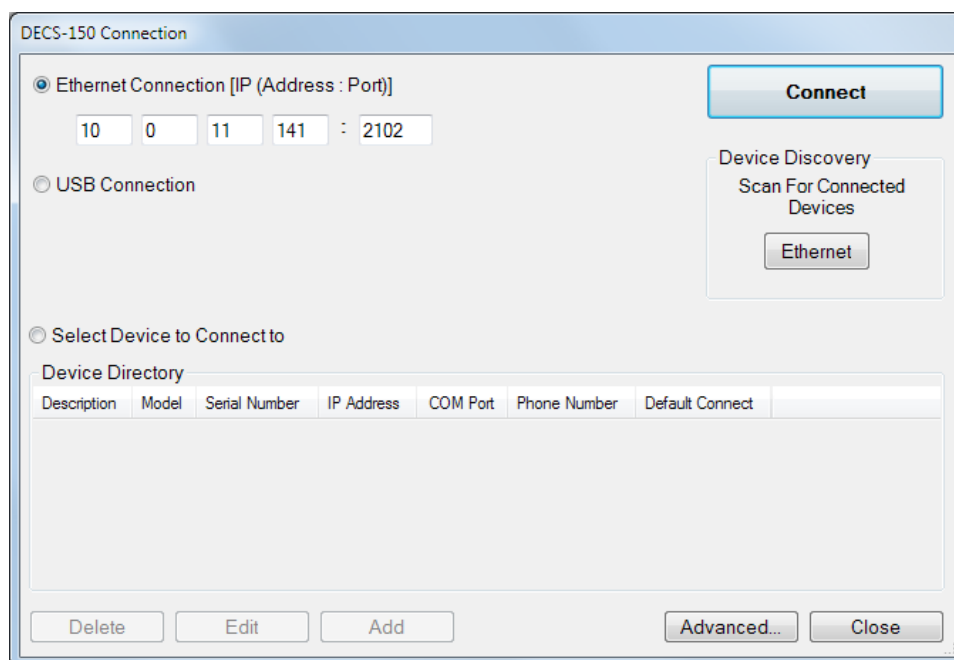 DECS-150 Connection
Ethernet Connection [IP (Address : Port)]
10 0 11 141 : 2102
Connect
USB Connection
Device Discovery
Scan For Connected
Devices
Ethernet
Select Device to Connect to
Device Directory
Description Model Serial Number IP Address COM Port Phone Number Default Connect
Delete Edit Add Advanced... Close